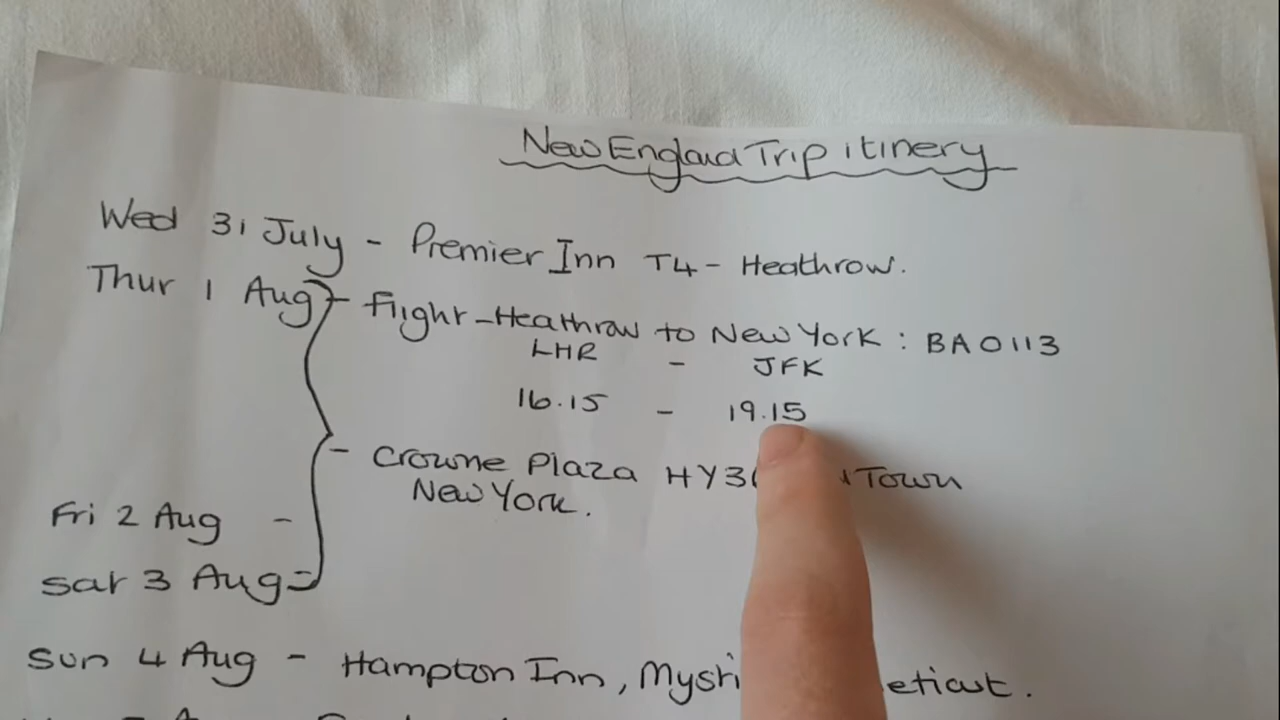 New England Trip itinery
Wed 31 July - Premier Inn T4 - Heathrow.
Thur 1 Aug - flight - Heathrow to New York : BA0113
LHR - JFK
16.15 - 19.15
- Crowne Plaza Town
New York.
Fri 2 Aug -
Sat 3 Aug -
Sun 4 Aug - Hampton Inn,